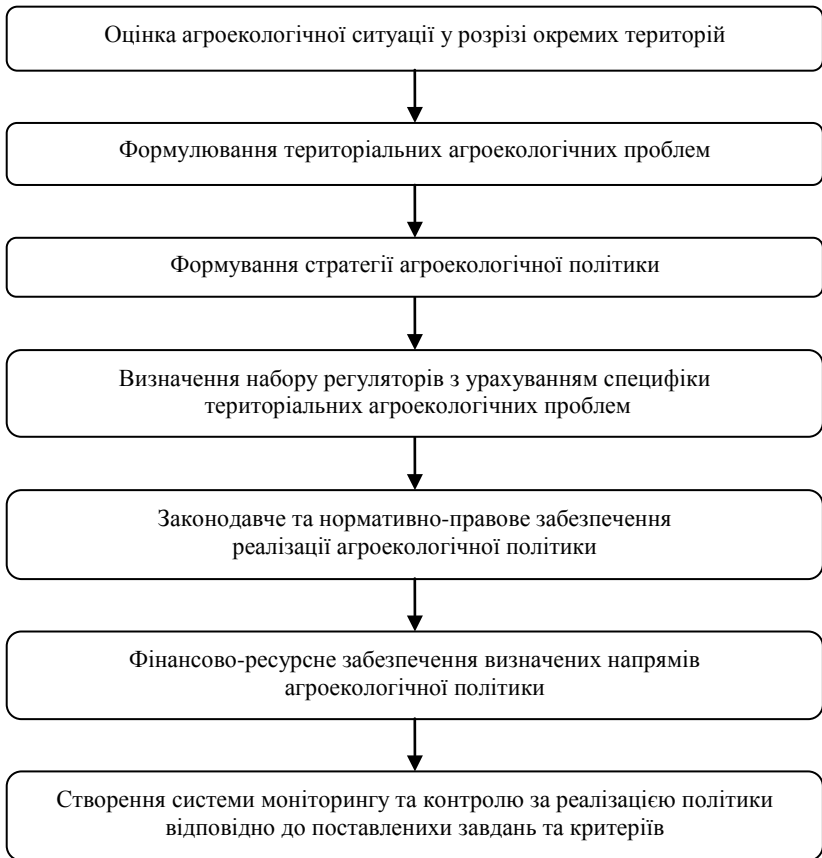 Оцінка агроекологічної ситуації у розрізі окремих територій
Формулювання територіальних агроекологічних проблем
Формування стратегії агроекологічної політики
Визначення набору регуляторів з урахуванням специфіки
територіальних агроекологічних проблем
Законодавче та нормативно-правове забезпечення
реалізації агроекологічної політики
Фінансово-ресурсне забезпечення визначених напрямів
агроекологічної політики
Створення системи моніторингу та контролю за реалізацією політики
відповідно до поставленихи завдань та критеріїв